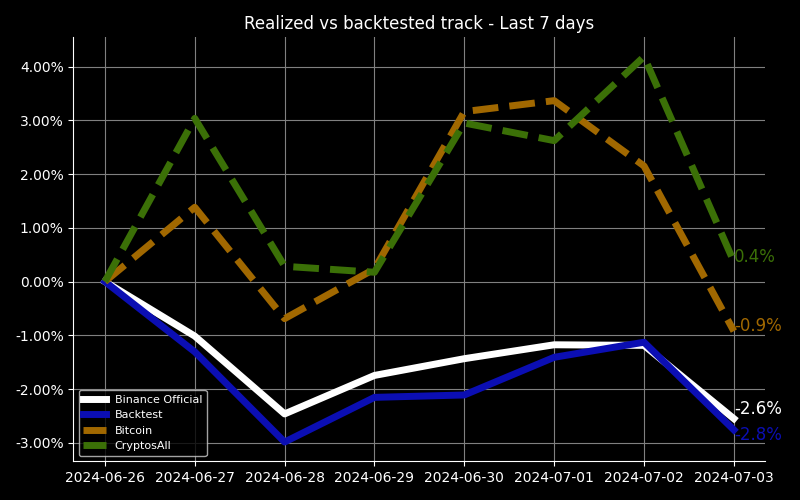 Realized vs backtested track - Last 7 days
4.00%
3.00%
2.00%
1.00%
0.00%
-1.00%
-2.00%
-3.00%
0.4%
-0.9%
-2.6%
-2.8%
Binance Official
Backtest
Bitcoin
CryptosAll
2024-06-26 2024-06-27 2024-06-28 2024-06-29 2024-06-30 2024-07-01 2024-07-02 2024-07-03